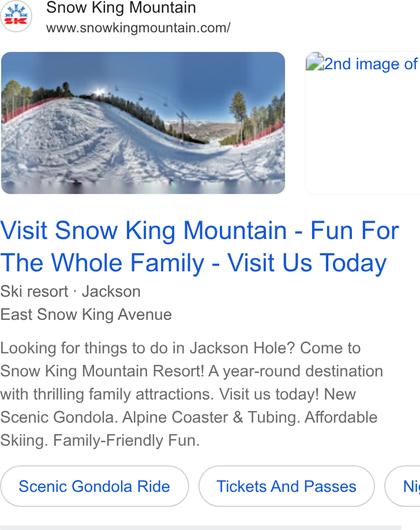 Snow King Mountain
www.snowkingmountain.com/
2nd image of
Visit Snow King Mountain - Fun For
The Whole Family - Visit Us Today
Ski resort · Jackson
East Snow King Avenue
Looking for things to do in Jackson Hole? Come to
Snow King Mountain Resort! A year-round destination
with thrilling family attractions. Visit us today! New
Scenic Gondola. Alpine Coaster & Tubing. Affordable
Skiing. Family-Friendly Fun.
Scenic Gondola Ride
Tickets And Passes